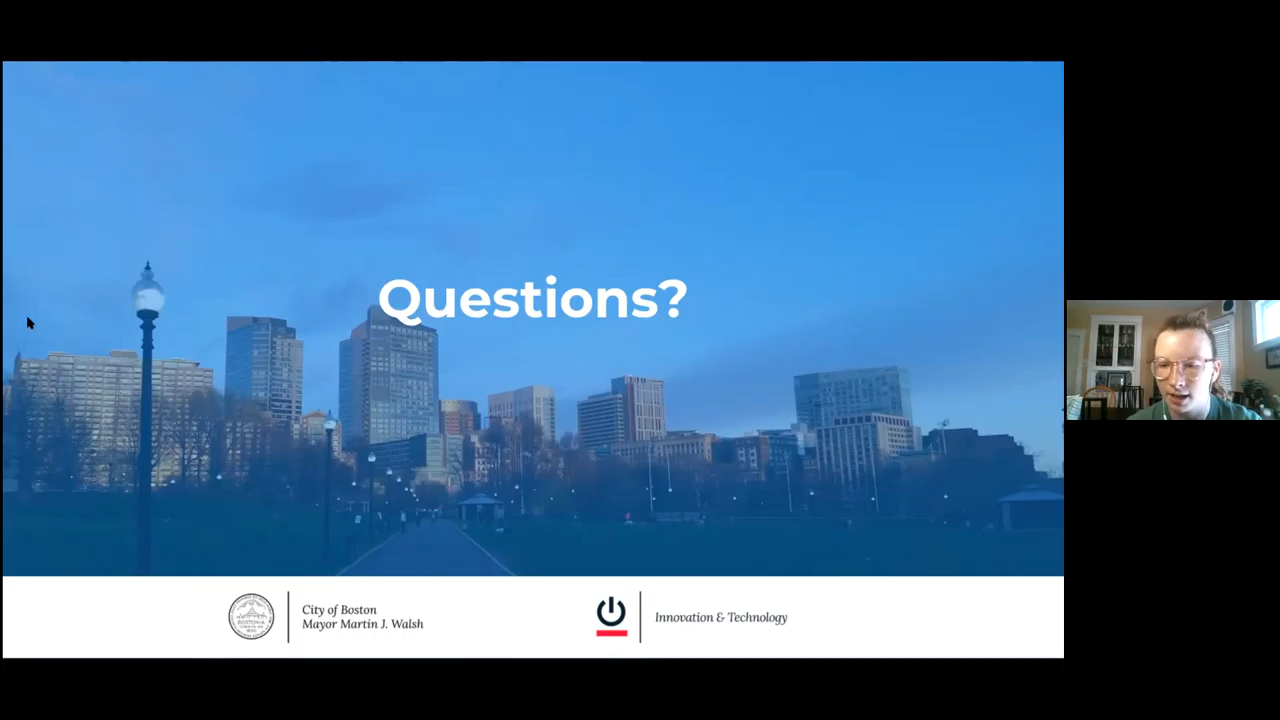 Questions?
City of Boston
Mayor Martin J. Walsh
Innovation & Technology